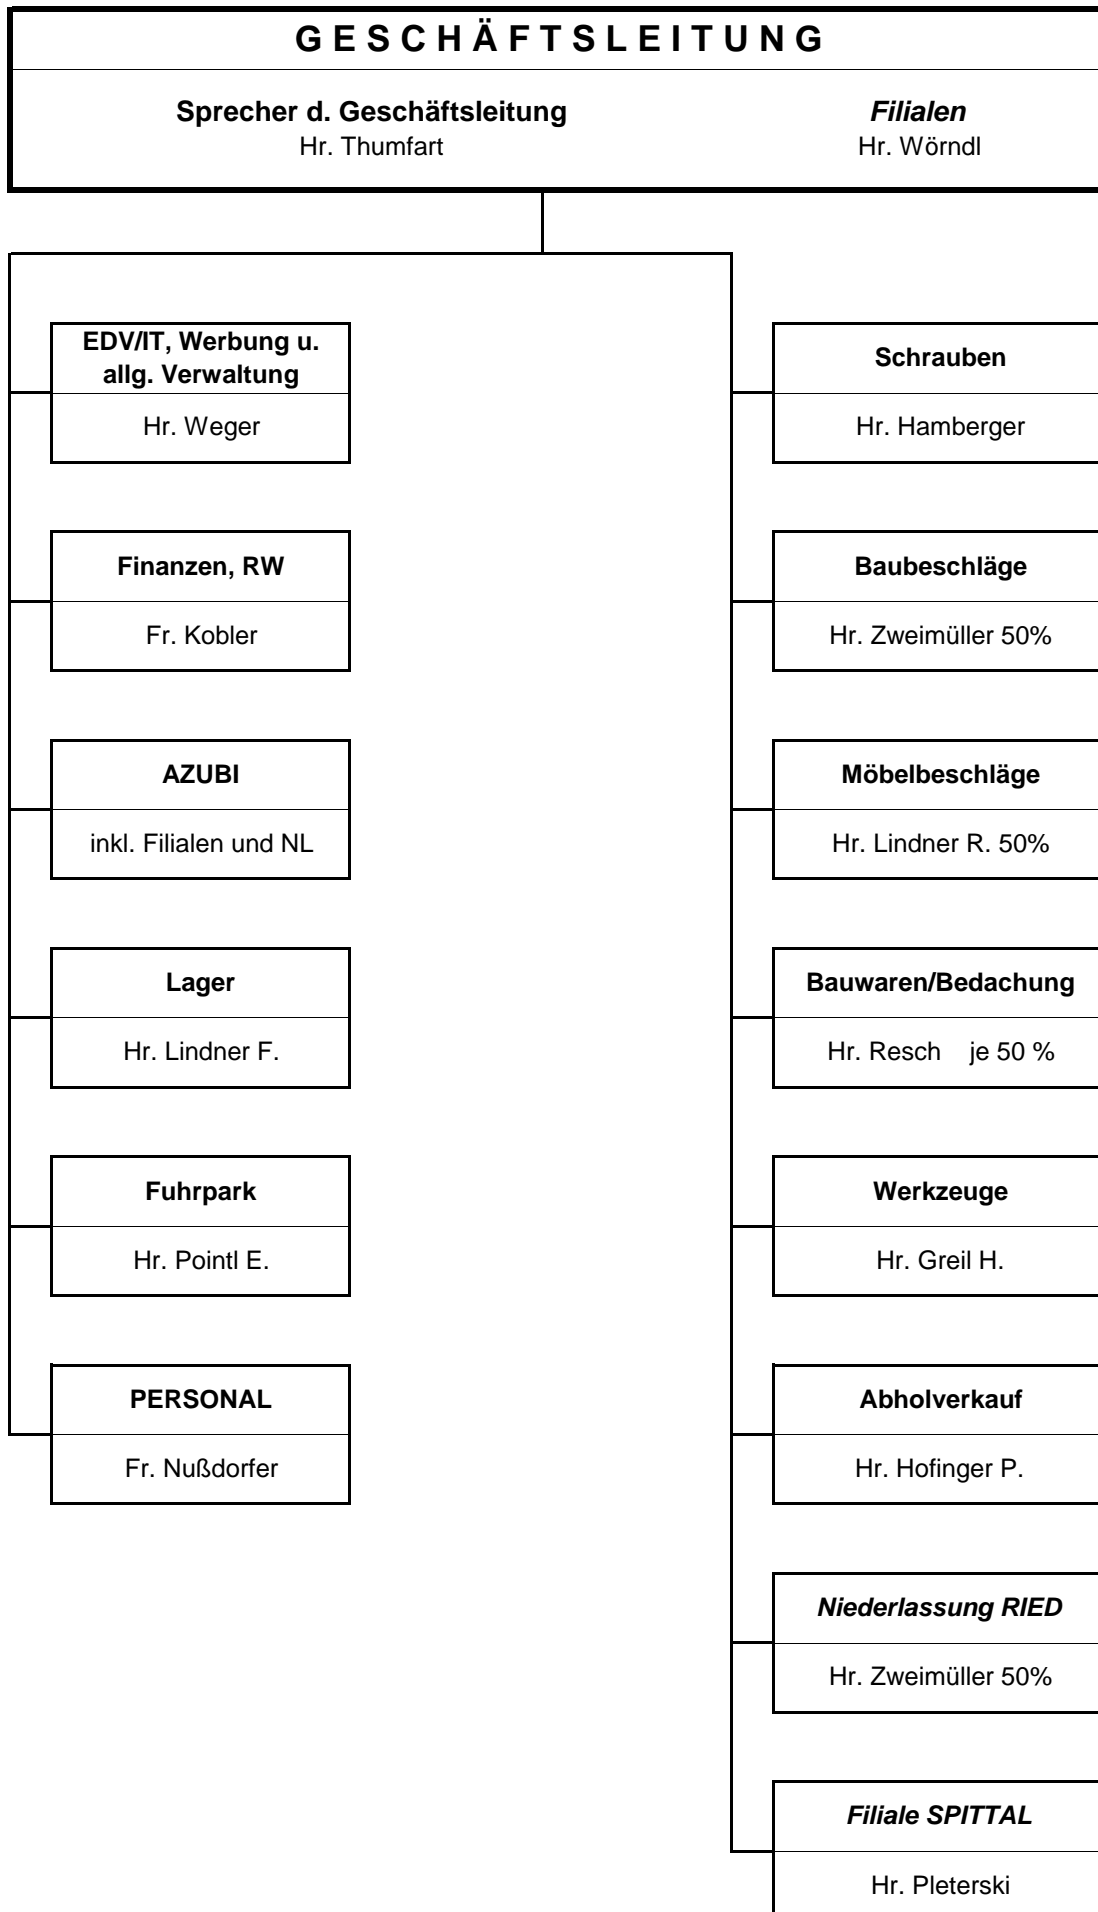 GESCHÄFTSLEITUNG
Sprecher d. Geschäftsleitung
Hr. Thumfart
Filialen
Hr. Wörndl
EDV/IT, Werbung u.
allg. Verwaltung
Hr. Weger
Finanzen, RW
Fr. Kobler
AZUBI
inkl. Filialen und NL
Lager
Hr. Lindner F.
Fuhrpark
Hr. Pointl E.
PERSONAL
Fr. Nußdorfer
Schrauben
Hr. Hamberger
Baubeschläge
Hr. Zweimüller 50%
Möbelbeschläge
Hr. Lindner R. 50%
Bauwaren/Bedachung
Hr. Resch je 50 %
Werkzeuge
Hr. Greil H.
Abholverkauf
Hr. Hofinger P.
Niederlassung RIED
Hr. Zweimüller 50%
Filiale SPITTAL
Hr. Pleterski